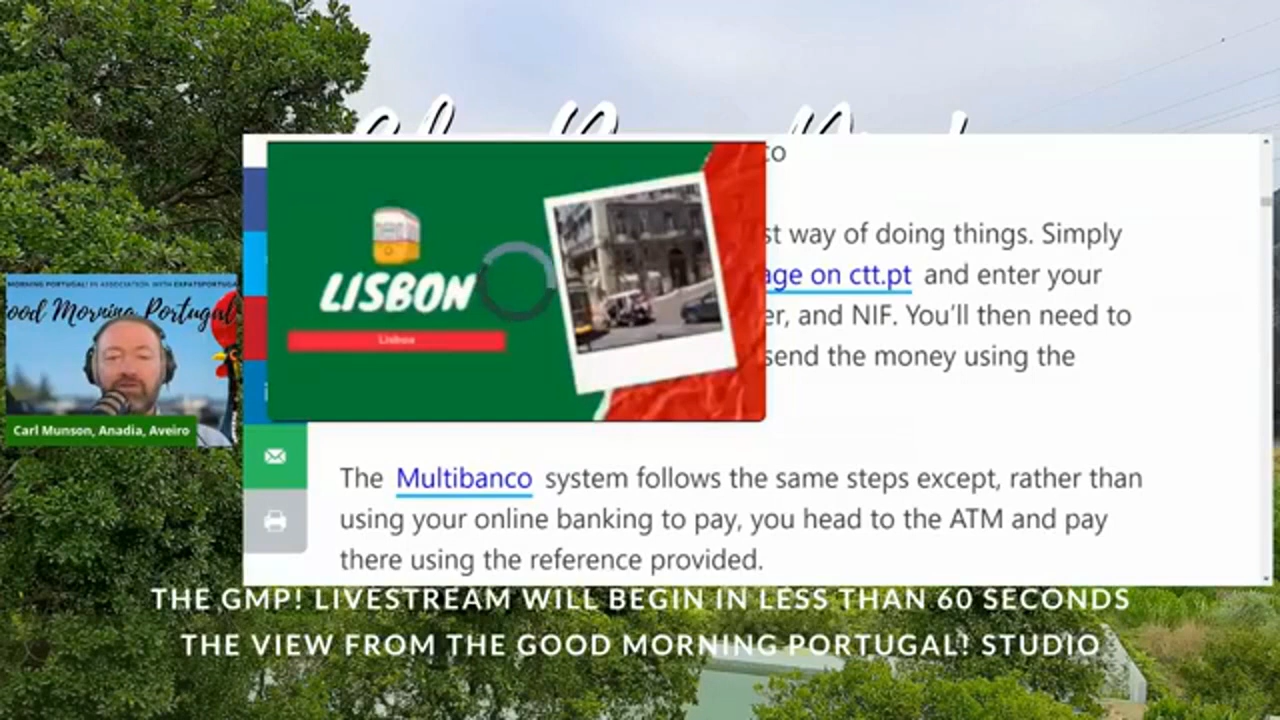 to
st way of doing things. Simply
LISBON
age on ctt.pt and enter your
MORNING PORTUGAL! IN ASSOCIATION WITH EXPATSPORTUGA
ood Morning Portugal
er, and NIF. You'll then need to
Lisbon
send the money using the
Carl Munson, Anadia, Aveiro
The Multibanco system follows the same steps except, rather than
using your online banking to pay, you head to the ATM and pay
there using the reference provided.
THE GMP! LIVESTREAM WILL BEGIN IN LESS THAN 60 SECONDS
THE VIEW FROM THE GOOD MORNING PORTUGAL! STUDIO